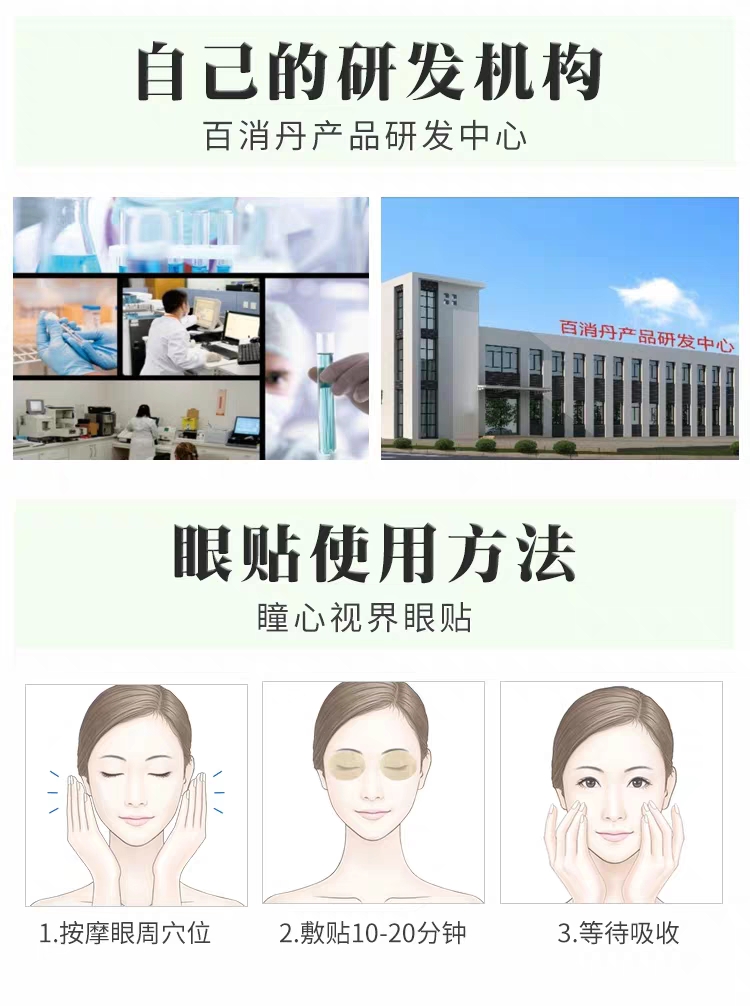 自己的研发机构
百消丹产品研发中心
百消丹产品研发中心
眼贴使用方法
瞳心视界眼贴
1.按摩眼周穴位
2.敷贴10-20分钟
3.等待吸收